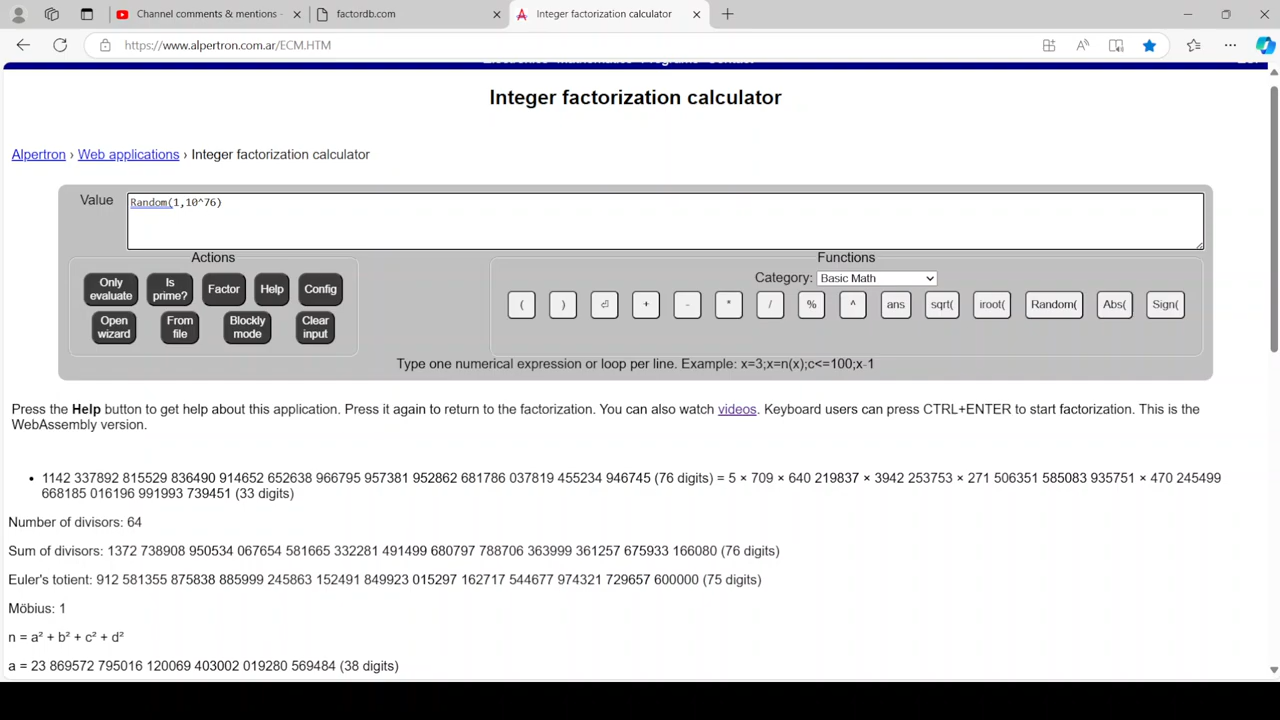 Channel comments & mentions -
factordb.com
Integer factorization calculator
https://www.alpertron.com.ar/ECM.HTM
Integer factorization calculator
Alpertron › Web applications › Integer factorization calculator
Value
Random(1,10^76)
Actions
Functions
Category: Basic Math
Only evaluate
Is prime?
Factor
Help
Config
( ) ⏎ + - * / % ^ ans sqrt( iroot( Random( Abs( Sign(
Open wizard
From file
Blockly mode
Clear input
Type one numerical expression or loop per line. Example: x=3;x=n(x);c<=100;x-1
Press the Help button to get help about this application. Press it again to return to the factorization. You can also watch videos. Keyboard users can press CTRL+ENTER to start factorization. This is the
WebAssembly version.
• 1142 337892 815529 836490 914652 652638 966795 957381 952862 681786 037819 455234 946745 (76 digits) = 5 × 709 × 640 219837 × 3942 253753 × 271 506351 585083 935751 × 470 245499
668185 016196 991993 739451 (33 digits)
Number of divisors: 64
Sum of divisors: 1372 738908 950534 067654 581665 332281 491499 680797 788706 363999 361257 675933 166080 (76 digits)
Euler's totient: 912 581355 875838 885999 245863 152491 849923 015297 162717 544677 974321 729657 600000 (75 digits)
Möbius: 1
n = a² + b² + c² + d²
a = 23 869572 795016 120069 403002 019280 569484 (38 digits)